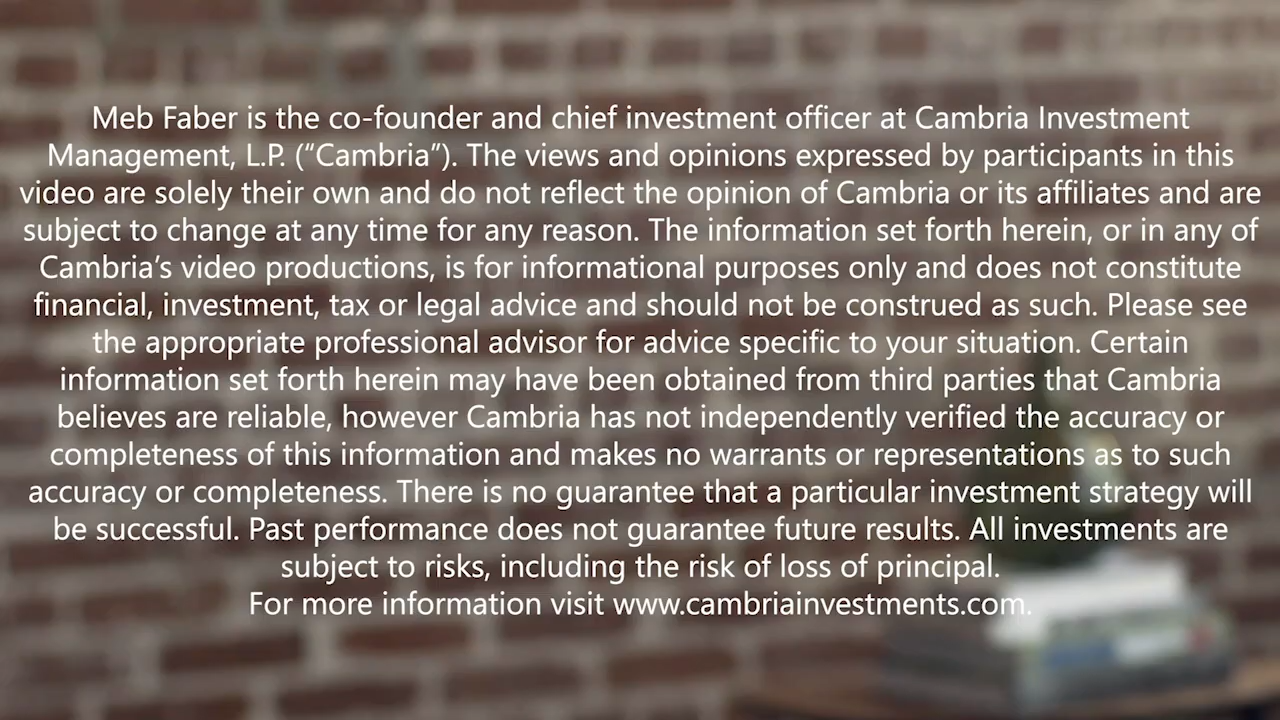 Meb Faber is the co-founder and chief investment officer at Cambria Investment
Management, L.P. (“Cambria”). The views and opinions expressed by participants in this
video are solely their own and do not reflect the opinion of Cambria or its affiliates and are
subject to change at any time for any reason. The information set forth herein, or in any of
Cambria’s video productions, is for informational purposes only and does not constitute
financial, investment, tax or legal advice and should not be construed as such. Please see
the appropriate professional advisor for advice specific to your situation. Certain
information set forth herein may have been obtained from third parties that Cambria
believes are reliable, however Cambria has not independently verified the accuracy or
completeness of this information and makes no warrants or representations as to such
accuracy or completeness. There is no guarantee that a particular investment strategy will
be successful. Past performance does not guarantee future results. All investments are
subject to risks, including the risk of loss of principal.
For more information visit www.cambriainvestments.com.